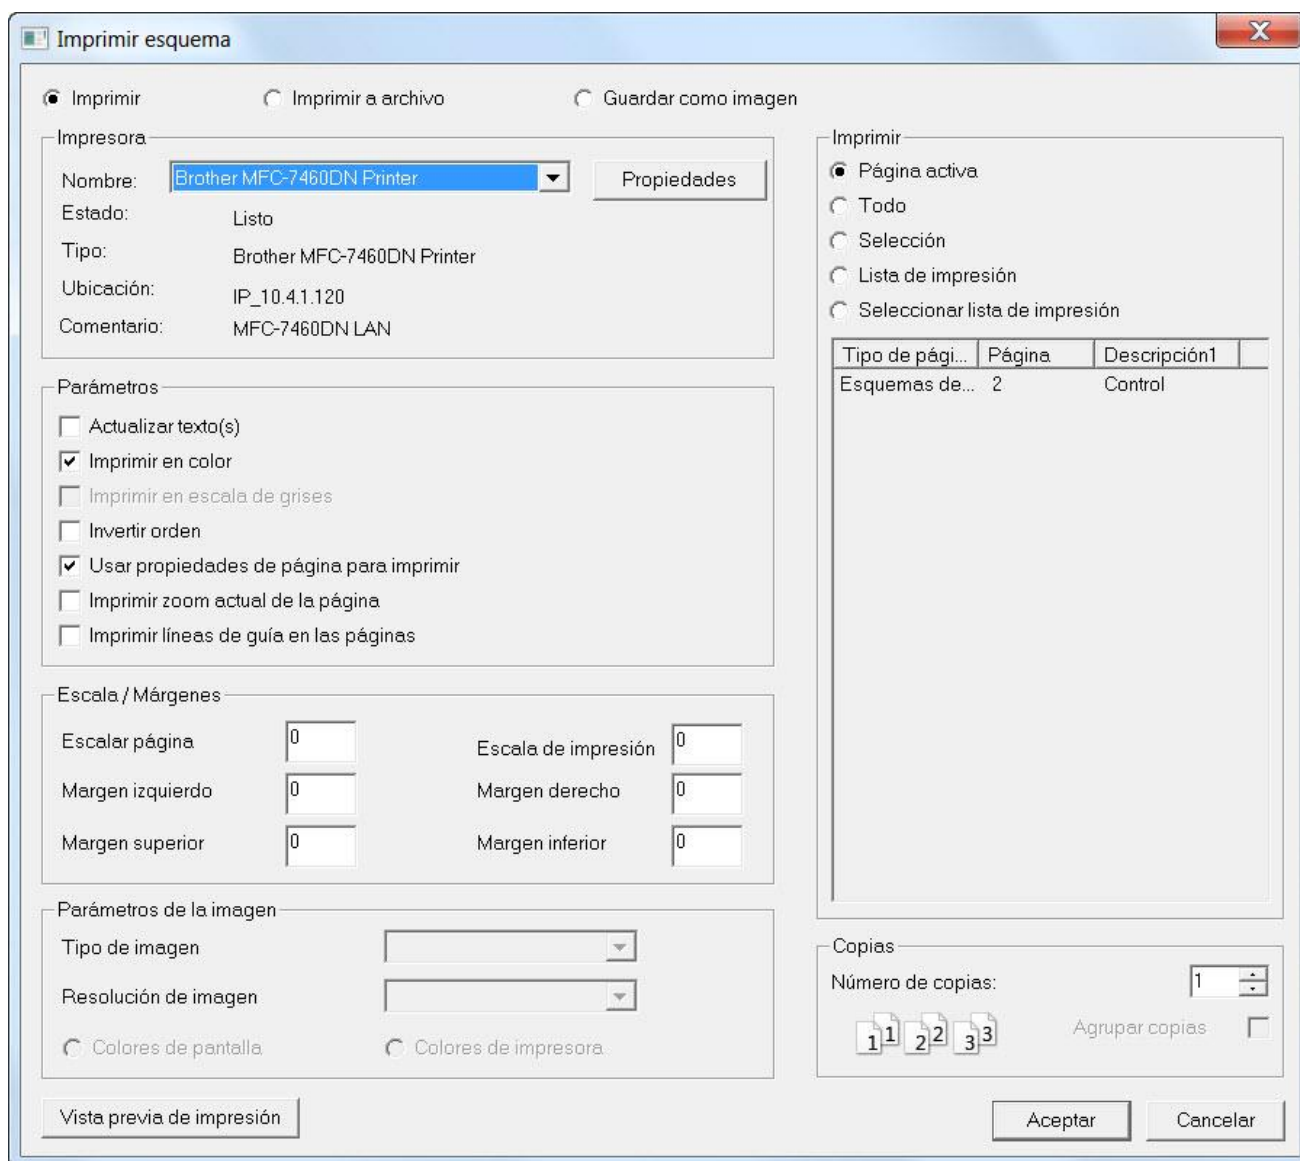 Imprimir esquema
Imprimir
Imprimir a archivo
Guardar como imagen
Impresora
Nombre: Brother MFC-7460DN Printer Propiedades
Estado: Listo
Tipo: Brother MFC-7460DN Printer
Ubicación: IP_10.4.1.120
Comentario: MFC-7460DN LAN
Parámetros
Actualizar texto(s)
Imprimir en color
Imprimir en escala de grises
Invertir orden
Usar propiedades de página para imprimir
Imprimir zoom actual de la página
Imprimir líneas de guía en las páginas
Escala / Márgenes
Escalar página 0 Escala de impresión 0
Margen izquierdo 0 Margen derecho 0
Margen superior 0 Margen inferior 0
Parámetros de la imagen
Tipo de imagen
Resolución de imagen
Colores de pantalla Colores de impresora
Imprimir
Página activa
Todo
Selección
Lista de impresión
Seleccionar lista de impresión
Tipo de pági... Página Descripción1
Esquemas de... 2 Control
Copias
Número de copias: 1
1 1 2 2 3 3 Agrupar copias
Vista previa de impresión Aceptar Cancelar